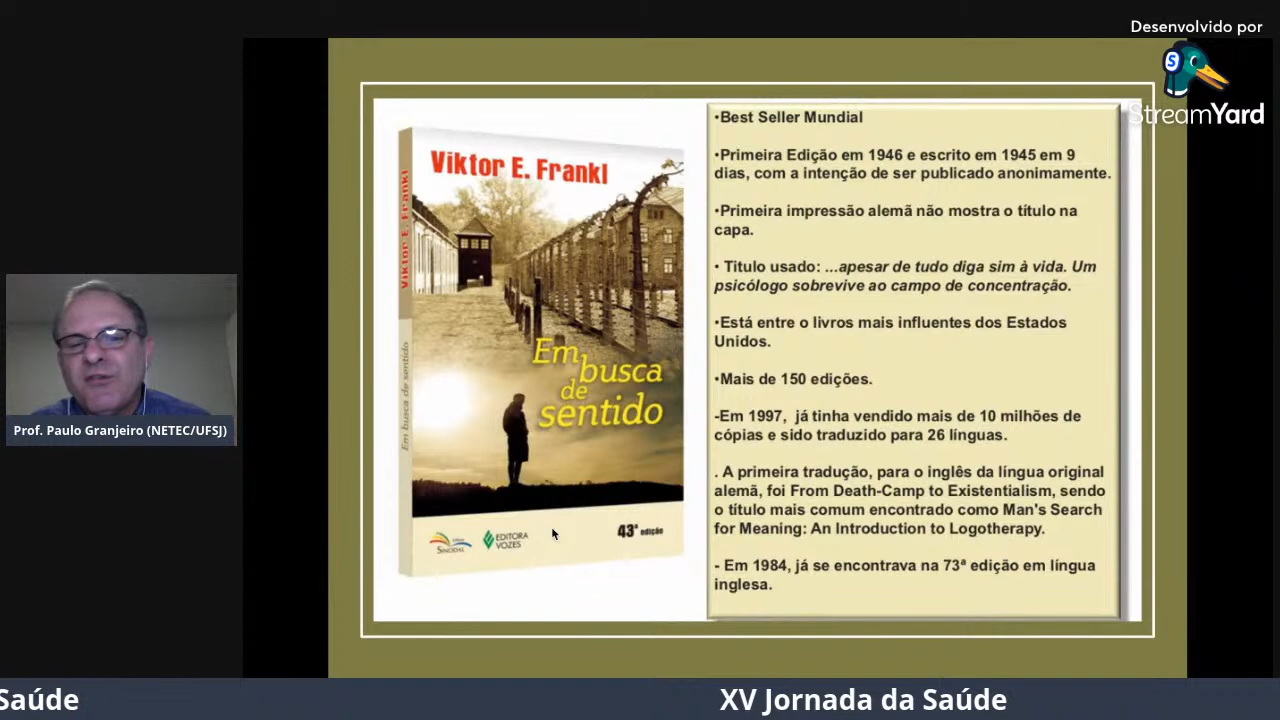 Desenvolvido por
StreamYard
Viktor E. Frankl
Viktor E. Frankl
Em busca de sentido
Em
busca
de
sentido
SINODAL
EDITORA
VOZES
43ª edição
•Best Seller Mundial
•Primeira Edição em 1946 e escrito em 1945 em 9
dias, com a intenção de ser publicado anonimamente.
•Primeira impressão alemã não mostra o título na
capa.
• Titulo usado: ...apesar de tudo diga sim à vida. Um
psicólogo sobrevive ao campo de concentração.
•Está entre o livros mais influentes dos Estados
Unidos.
•Mais de 150 edições.
-Em 1997, já tinha vendido mais de 10 milhões de
cópias e sido traduzido para 26 línguas.
. A primeira tradução, para o inglês da língua original
alemã, foi From Death-Camp to Existentialism, sendo
o título mais comum encontrado como Man's Search
for Meaning: An Introduction to Logotherapy.
- Em 1984, já se encontrava na 73ª edição em língua
inglesa.
Prof. Paulo Granjeiro (NETEC/UFSJ)
Saúde
XV Jornada da Saúde